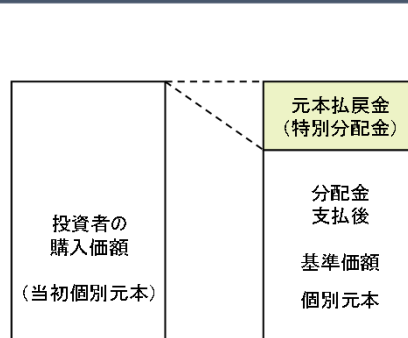 投資者の
購入価額
（当初個別元本）
元本払戻金
（特別分配金）
分配金
支払後
基準価額
個別元本